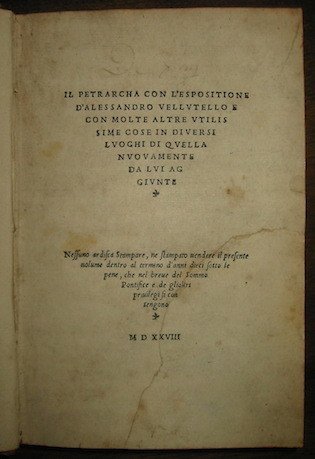 IL PETRARCHA CON L'ESPOSITIONE
D'ALESSANDRO VELLVTELLO E
CON MOLTE ALTRE VTILIS
SIME COSE IN DIVERSI
LVOGHI DI QVELLA
NVOVAMENTE
DA LVI AG
GIVNTE
Nessuno ardisca Stampare, ne stampato uendere il presente
uolume dentro al termino d'anni dieci sotto le
pene, che nel breue del Sommo
Pontifice e de glialtri
priuilegi si con
tengono
M D XXVIII